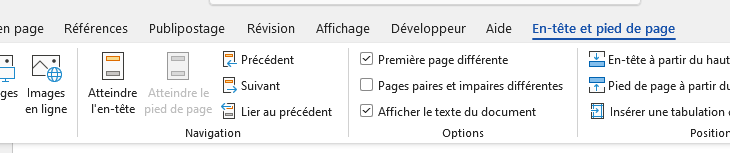 en page Références Publipostage Révision Affichage Développeur Aide En-tête et pied de page
ges
Images en ligne
Atteindre l'en-tête
Atteindre le pied de page
Précédent
Suivant
Lier au précédent
Navigation
Première page différente
Pages paires et impaires différentes
Afficher le texte du document
Options
En-tête à partir du haut
Pied de page à partir du
Insérer une tabulation d
Position